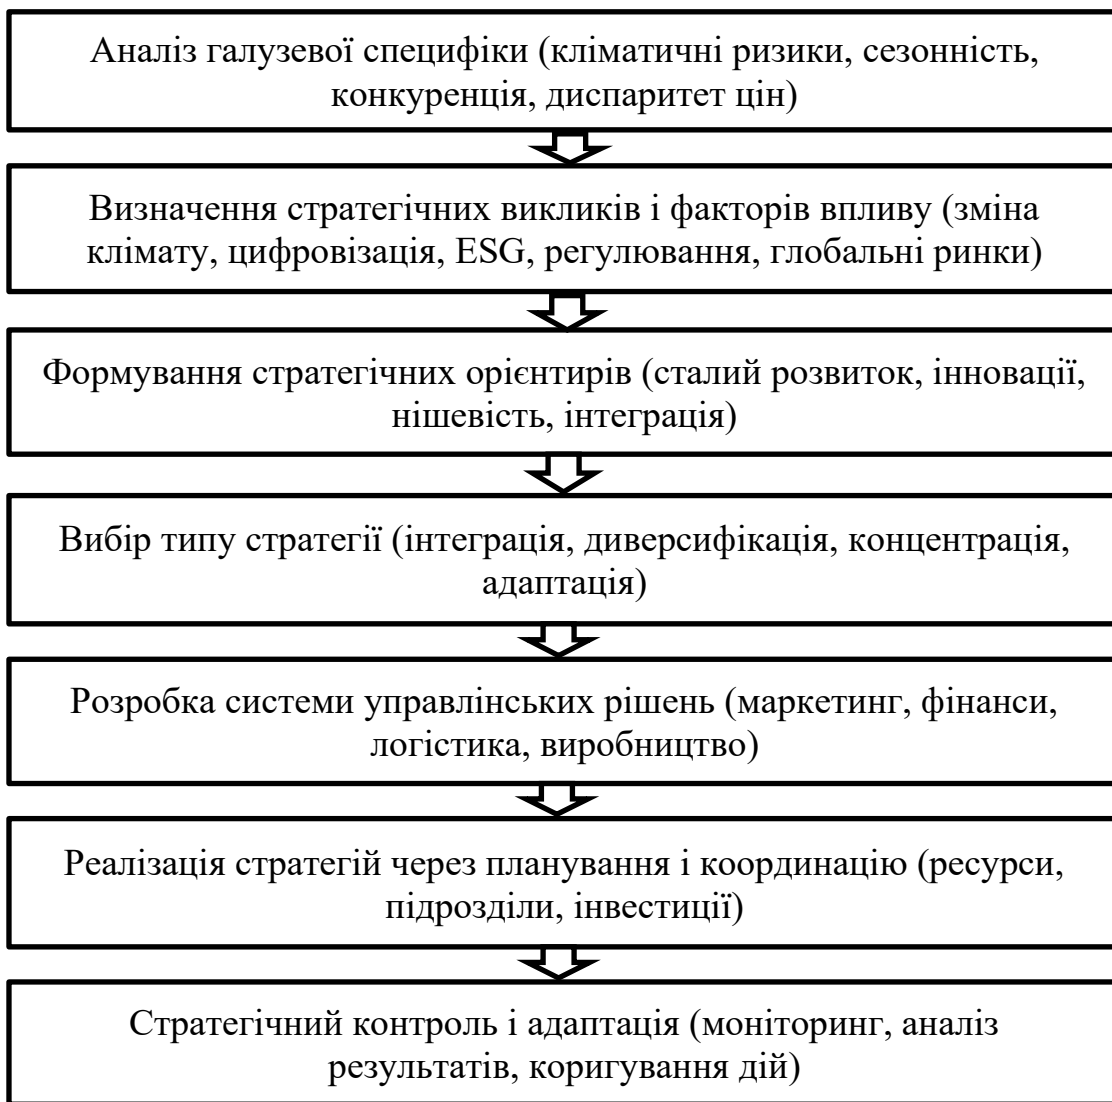 Аналіз галузевої специфіки (кліматичні ризики, сезонність,
конкуренція, диспаритет цін)
Визначення стратегічних викликів і факторів впливу (зміна
клімату, цифровізація, ESG, регулювання, глобальні ринки)
Формування стратегічних орієнтирів (сталий розвиток, інновації,
нішевість, інтеграція)
Вибір типу стратегії (інтеграція, диверсифікація, концентрація,
адаптація)
Розробка системи управлінських рішень (маркетинг, фінанси,
логістика, виробництво)
Реалізація стратегій через планування і координацію (ресурси,
підрозділи, інвестиції)
Стратегічний контроль і адаптація (моніторинг, аналіз
результатів, коригування дій)